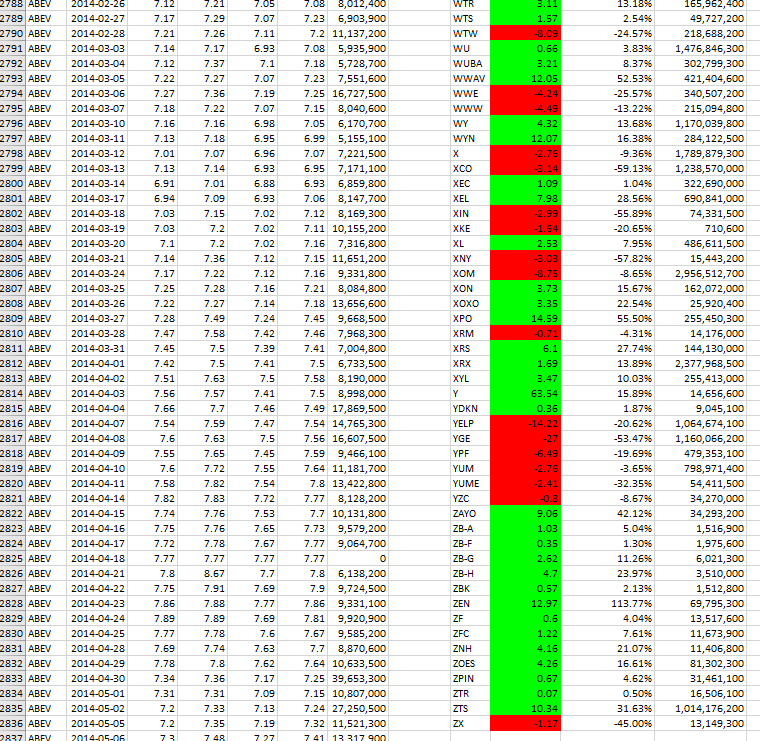 2788 ABEV 2014-02-26 7.12 7.21 7.05 7.08 8,012,400 WTR 3.11 13.18% 165,962,400
2789 ABEV 2014-02-27 7.17 7.29 7.07 7.23 6,903,900 WTS 1.57 2.54% 49,727,200
2790 ABEV 2014-02-28 7.21 7.26 7.11 7.2 11,137,200 WTW -8.09 -24.57% 218,688,200
2791 ABEV 2014-03-03 7.14 7.17 6.93 7.08 5,935,900 WU 0.66 3.83% 1,476,846,300
2792 ABEV 2014-03-04 7.12 7.37 7.1 7.18 5,728,700 WUBA 3.21 8.37% 302,799,300
2793 ABEV 2014-03-05 7.22 7.27 7.07 7.23 7,551,600 WWAV 12.05 52.53% 421,404,600
2794 ABEV 2014-03-06 7.27 7.36 7.19 7.25 16,727,500 WWE -4.24 -25.57% 340,507,200
2795 ABEV 2014-03-07 7.18 7.22 7.07 7.15 8,040,600 WWW -4.49 -13.22% 215,094,800
2796 ABEV 2014-03-10 7.16 7.16 6.98 7.05 6,170,700 WY 4.32 13.68% 1,170,039,800
2797 ABEV 2014-03-11 7.13 7.18 6.95 6.99 5,155,100 WYN 12.07 16.38% 284,122,500
2798 ABEV 2014-03-12 7.01 7.07 6.96 7.07 7,221,500 X -2.76 -9.36% 1,789,879,300
2799 ABEV 2014-03-13 7.13 7.14 6.93 6.95 7,171,100 XCO -3.14 -59.13% 1,238,570,000
2800 ABEV 2014-03-14 6.91 7.01 6.88 6.93 6,859,800 XEC 1.09 1.04% 322,690,000
2801 ABEV 2014-03-17 6.94 7.09 6.93 7.06 8,147,700 XEL 7.98 28.56% 690,841,000
2802 ABEV 2014-03-18 7.03 7.15 7.02 7.12 8,169,300 XIN -2.99 -55.89% 74,331,500
2803 ABEV 2014-03-19 7.03 7.2 7.02 7.11 10,155,200 XKE -1.64 -20.65% 710,600
2804 ABEV 2014-03-20 7.1 7.2 7.02 7.16 7,316,800 XL 2.53 7.95% 486,611,500
2805 ABEV 2014-03-21 7.14 7.36 7.12 7.15 11,651,200 XNY -3.03 -57.82% 15,443,200
2806 ABEV 2014-03-24 7.17 7.22 7.12 7.16 9,331,800 XOM -8.75 -8.65% 2,956,512,700
2807 ABEV 2014-03-25 7.25 7.28 7.16 7.21 8,084,800 XON 3.73 15.67% 162,072,000
2808 ABEV 2014-03-26 7.22 7.27 7.14 7.18 13,656,600 XOXO 3.35 22.54% 25,920,400
2809 ABEV 2014-03-27 7.28 7.49 7.24 7.45 9,668,500 XPO 14.59 55.50% 255,450,300
2810 ABEV 2014-03-28 7.47 7.58 7.42 7.46 7,968,300 XRM -0.71 -4.31% 14,176,000
2811 ABEV 2014-03-31 7.45 7.5 7.39 7.41 7,004,800 XRS 6.1 27.74% 144,130,000
2812 ABEV 2014-04-01 7.42 7.5 7.41 7.5 6,733,500 XRX 1.69 13.89% 2,377,968,500
2813 ABEV 2014-04-02 7.51 7.63 7.5 7.58 8,190,000 XYL 3.47 10.03% 255,413,000
2814 ABEV 2014-04-03 7.56 7.57 7.41 7.5 8,998,000 Y 63.54 15.89% 14,656,600
2815 ABEV 2014-04-04 7.66 7.7 7.46 7.49 17,869,500 YDKN 0.36 1.87% 9,045,100
2816 ABEV 2014-04-07 7.54 7.59 7.47 7.54 14,765,300 YELP -14.22 -20.62% 1,064,674,100
2817 ABEV 2014-04-08 7.6 7.63 7.5 7.56 16,607,500 YGE -27 -53.47% 1,160,066,200
2818 ABEV 2014-04-09 7.55 7.65 7.45 7.59 9,466,100 YPF -6.49 -19.69% 479,353,100
2819 ABEV 2014-04-10 7.6 7.72 7.55 7.64 11,181,700 YUM -2.76 -3.65% 798,971,400
2820 ABEV 2014-04-11 7.58 7.82 7.54 7.8 13,422,800 YUME -2.41 -32.35% 54,411,500
2821 ABEV 2014-04-14 7.82 7.83 7.72 7.77 8,128,200 YZC -0.8 -8.67% 34,270,000
2822 ABEV 2014-04-15 7.74 7.76 7.53 7.7 10,131,800 ZAYO 9.06 42.12% 34,293,200
2823 ABEV 2014-04-16 7.75 7.76 7.65 7.73 9,579,200 ZB-A 1.03 5.04% 1,516,900
2824 ABEV 2014-04-17 7.72 7.78 7.67 7.77 9,064,700 ZB-F 0.35 1.30% 1,975,600
2825 ABEV 2014-04-18 7.77 7.77 7.77 7.77 0 ZB-G 2.62 11.26% 6,021,300
2826 ABEV 2014-04-21 7.8 8.67 7.7 7.8 6,138,200 ZB-H 4.7 23.97% 3,510,000
2827 ABEV 2014-04-22 7.75 7.91 7.69 7.9 9,724,500 ZBK 0.57 2.13% 1,512,800
2828 ABEV 2014-04-23 7.86 7.88 7.77 7.86 9,331,100 ZEN 12.97 113.77% 69,795,300
2829 ABEV 2014-04-24 7.89 7.89 7.69 7.81 9,920,900 ZF 0.6 4.04% 13,517,600
2830 ABEV 2014-04-25 7.77 7.78 7.6 7.67 9,585,200 ZFC 1.22 7.61% 11,673,900
2831 ABEV 2014-04-28 7.69 7.74 7.63 7.7 8,870,600 ZNH 4.16 21.07% 11,406,800
2832 ABEV 2014-04-29 7.78 7.8 7.62 7.64 10,633,500 ZOES 4.26 16.61% 81,302,300
2833 ABEV 2014-04-30 7.34 7.36 7.17 7.25 39,653,300 ZPIN 0.67 4.62% 31,461,100
2834 ABEV 2014-05-01 7.31 7.31 7.09 7.15 10,807,000 ZTR 0.07 0.50% 16,506,100
2835 ABEV 2014-05-02 7.2 7.33 7.13 7.24 27,250,500 ZTS 10.34 31.63% 1,014,176,200
2836 ABEV 2014-05-05 7.2 7.35 7.19 7.32 11,521,300 ZX -1.17 -45.00% 13,149,300
2837 ABEV 2014-05-06 7.3 7.48 7.27 7.41 13,317,900